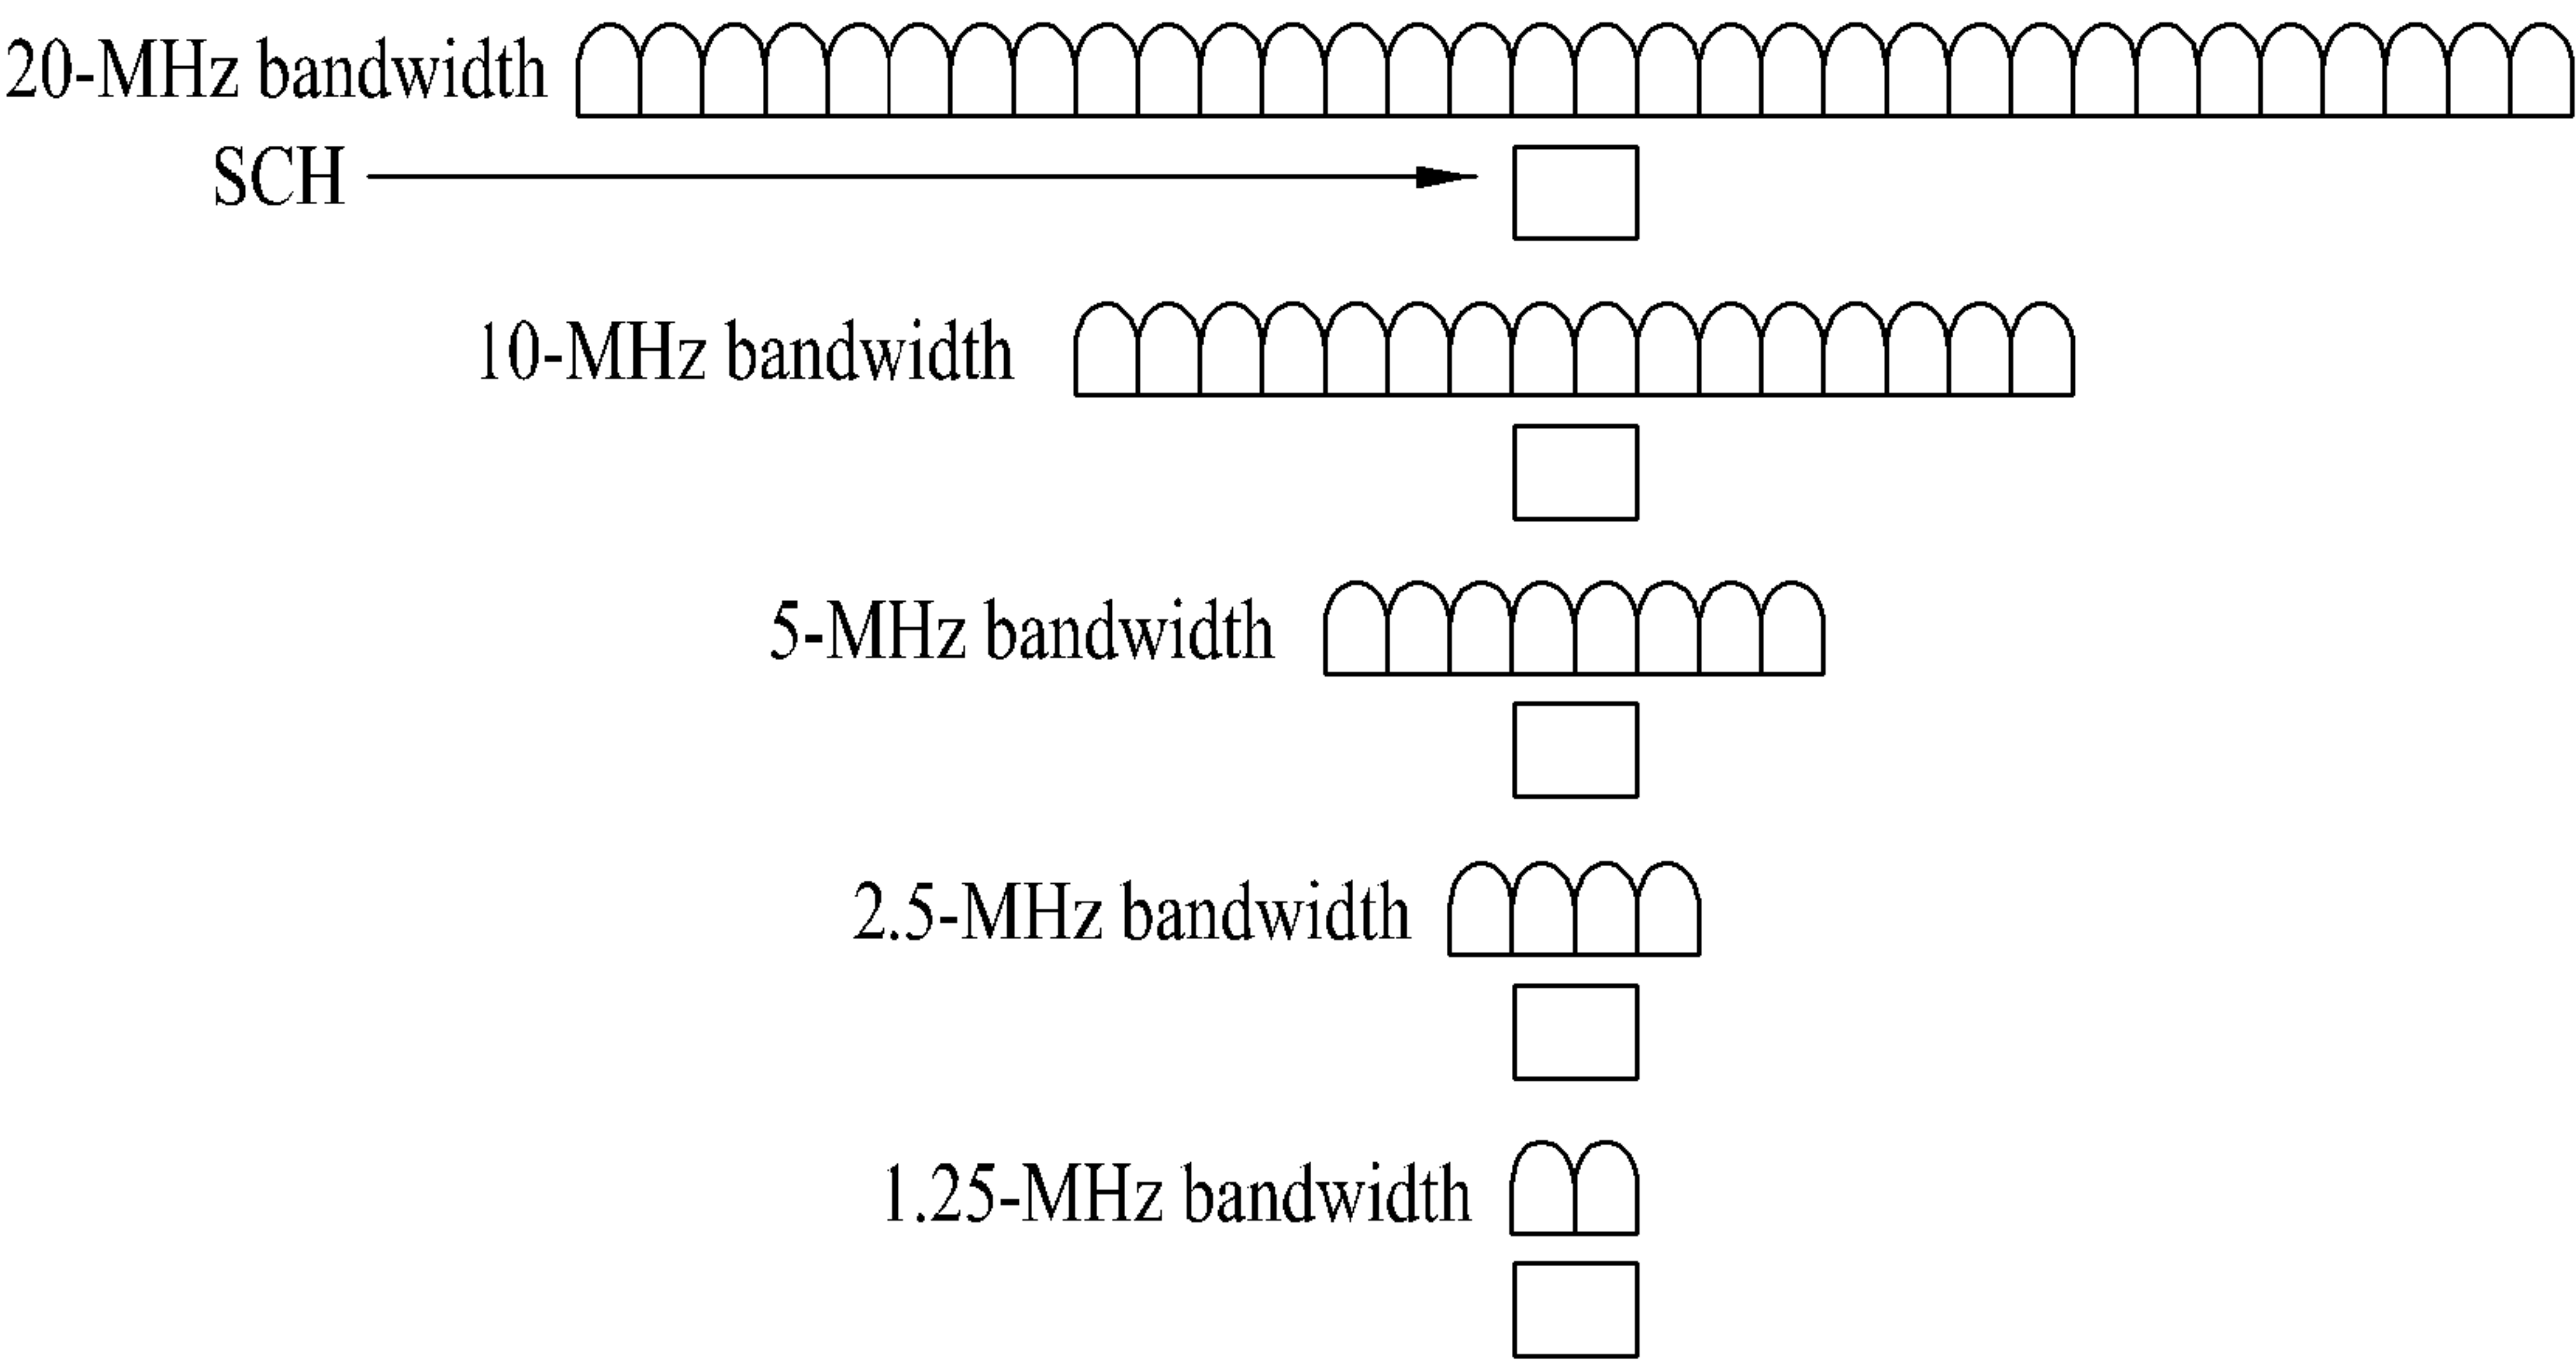 20-MHz bandwidth
SCH
10-MHz bandwidth
5-MHz bandwidth
2.5-MHz bandwidth
1.25-MHz bandwidth